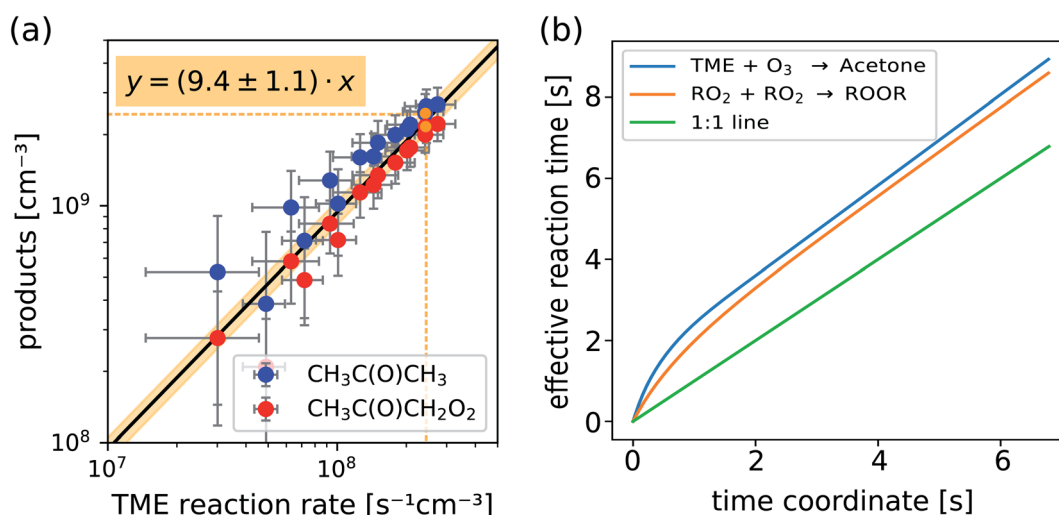 (a)
y = (9.4 ± 1.1) · x
products [cm⁻³]
10⁹
10⁸
CH₃C(O)CH₃
CH₃C(O)CH₂O₂
10⁷
10⁸
TME reaction rate [s⁻¹cm⁻³]
(b)
effective reaction time [s]
8
6
4
2
0
TME + O₃ → Acetone
RO₂ + RO₂ → ROOR
1:1 line
0
2
4
6
time coordinate [s]